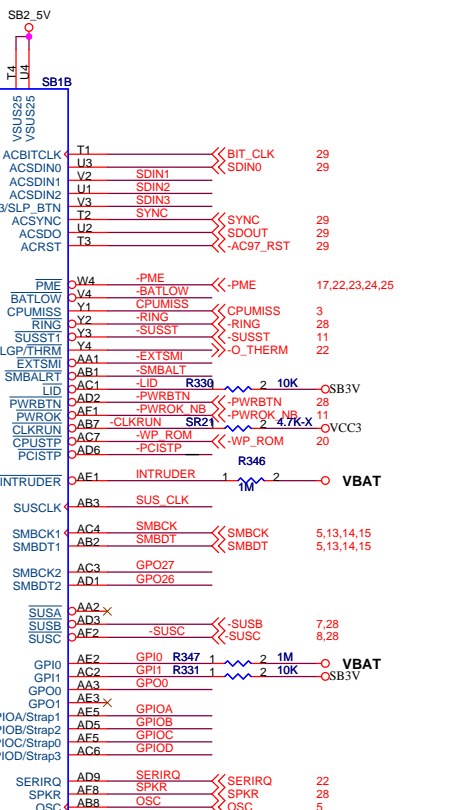 SB2_5V
T4 U4
SB1B
VSUS25 VSUS25
ACBITCLK T1 BIT_CLK 29
ACSDIN0 U3 SDIN0 29
ACSDIN1 V2 SDIN1
ACSDIN2 U1 SDIN2
3/SLP_BTN V3 SDIN3
ACSYNC T2 SYNC SYNC 29
ACSDO U2 SDOUT 29
ACRST T3 -AC97_RST 29
PME W4 -PME -PME 17,22,23,24,25
BATLOW V4 -BATLOW
CPUMISS Y1 CPUMISS CPUMISS 3
RING Y2 -RING -RING 28
SUSST1 Y3 -SUSST -SUSST 11
LGP/THRM Y4 -O_THERM 22
EXTSMI AA1 -EXTSMI
SMBALRT AB1 -SMBALT
LID AC1 -LID R330 2 10K SB3V
PWRBTN AD2 -PWRBTN -PWRBTN 28
PWROK AF1 -PWROK_NB -PWROK_NB 11
CLKRUN AB7 -CLKRUN SR21 2 4.7K-X VCC3
CPUSTP AC7 -WP_ROM -WP_ROM 20
PCISTP AD6 -PCISTP
R346
INTRUDER AE1 INTRUDER 1 2 VBAT
1M
SUSCLK AB3 SUS_CLK
SMBCK1 AC4 SMBCK SMBCK 5,13,14,15
SMBDT1 AB2 SMBDT SMBDT 5,13,14,15
SMBCK2 AC3 GPO27
SMBDT2 AD1 GPO26
SUSA AA2
SUSB AD3 -SUSB 7,28
SUSC AF2 -SUSC -SUSC 8,28
GPI0 AE2 GPI0 R347 1 2 1M VBAT
GPI1 AC2 GPI1 R331 1 2 10K SB3V
GPO0 AA3 GPO0
GPO1 AE3
PIOA/Strap1 AE5 GPIOA
PIOB/Strap2 AD5 GPIOB
PIOC/Strap0 AF5 GPIOC
PIOD/Strap3 AC6 GPIOD
SERIRQ AD9 SERIRQ SERIRQ 22
SPKR AF8 SPKR SPKR 28
OSC AB8 OSC OSC 5